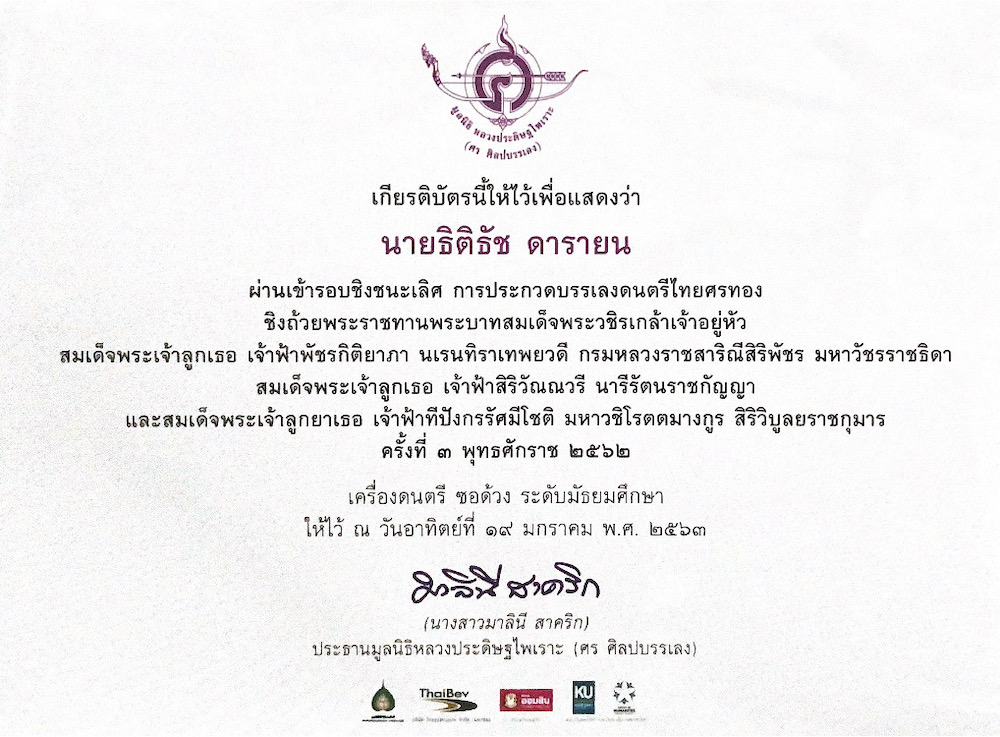 มูลนิธิ หลวงประดิษฐไพเราะ
(ศร ศิลปบรรเลง)
เกียรติบัตรนี้ให้ไว้เพื่อแสดงว่า
นายธิติธัช ดารายน
ผ่านเข้ารอบชิงชนะเลิศ การประกวดบรรเลงดนตรีไทยศรทอง
ชิงถ้วยพระราชทานพระบาทสมเด็จพระวชิรเกล้าเจ้าอยู่หัว
สมเด็จพระเจ้าลูกเธอ เจ้าฟ้าพัชรกิติยาภา นเรนทิราเทพยวดี กรมหลวงราชสาริณีสิริพัชร มหาวัชรราชธิดา
สมเด็จพระเจ้าลูกเธอ เจ้าฟ้าสิริวัณณวรี นารีรัตนราชกัญญา
และสมเด็จพระเจ้าลูกยาเธอ เจ้าฟ้าทีปังกรรัศมีโชติ มหาวชิโรตตมางกูร สิริวิบูลยราชกุมาร
ครั้งที่ ๓ พุทธศักราช ๒๕๖๒
เครื่องดนตรี ซอด้วง ระดับมัธยมศึกษา
ให้ไว้ ณ วันอาทิตย์ที่ ๑๙ มกราคม พ.ศ. ๒๕๖๓
มาลินี สาคริก
(นางสาวมาลินี สาคริก)
ประธานมูลนิธิหลวงประดิษฐไพเราะ (ศร ศิลปบรรเลง)
ThaiBev
ออมสิน
KU